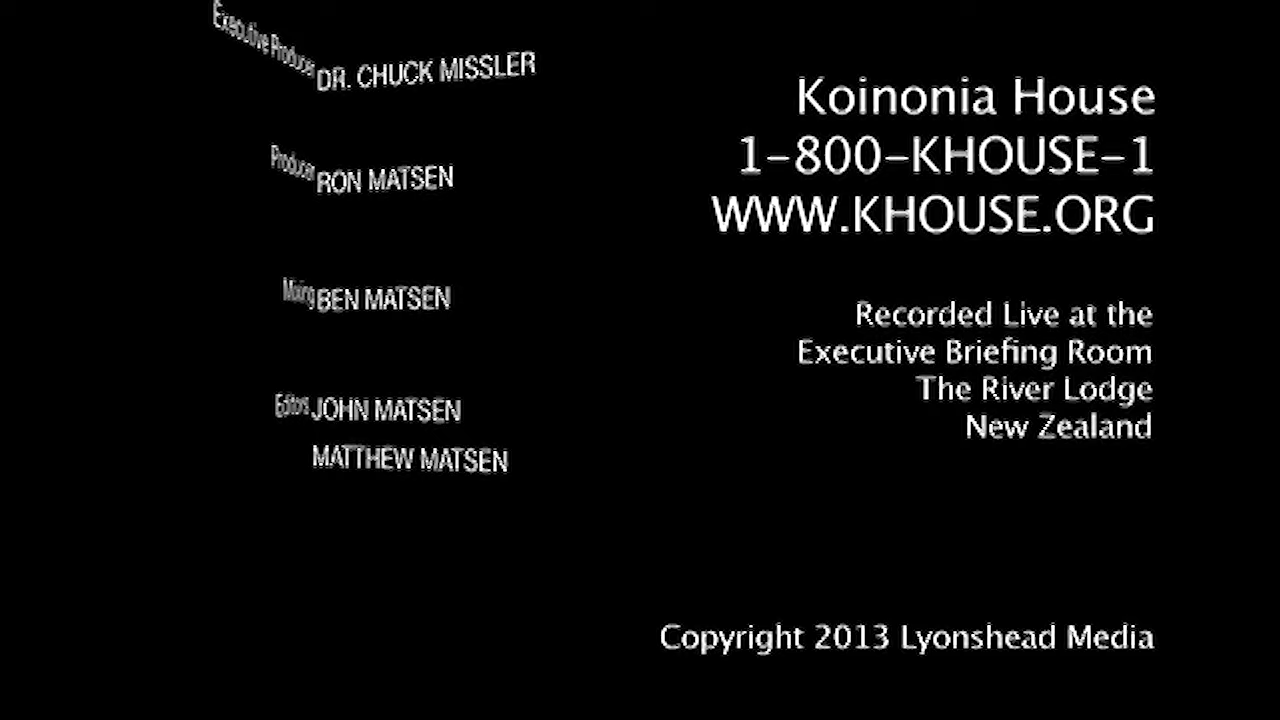 Executive Producer DR. CHUCK MISSLER
Producer RON MATSEN
Mixing BEN MATSEN
Editors JOHN MATSEN
MATTHEW MATSEN
Koinonia House
1-800-KHOUSE-1
WWW.KHOUSE.ORG
Recorded Live at the
Executive Briefing Room
The River Lodge
New Zealand
Copyright 2013 Lyonshead Media